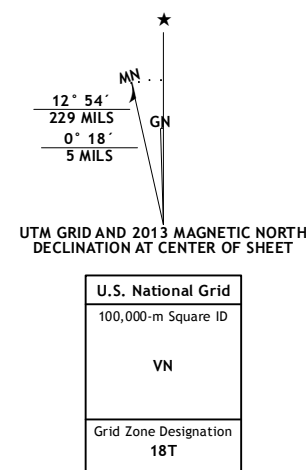 ★
MN
12° 54´
229 MILS
GN
0° 18´
5 MILS
UTM GRID AND 2013 MAGNETIC NORTH
DECLINATION AT CENTER OF SHEET
U.S. National Grid
100,000-m Square ID
VN
Grid Zone Designation
18T